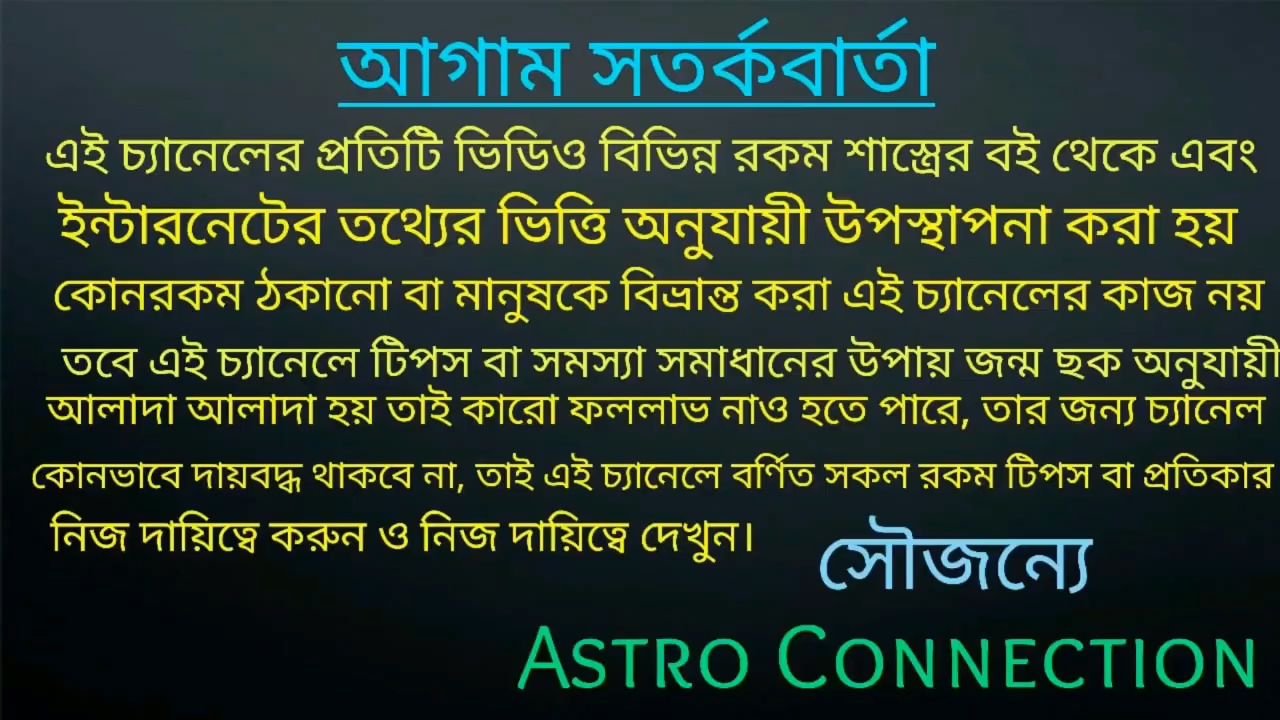 আগাম সতর্কবার্তা
এই চ্যানেলের প্রতিটি ভিডিও বিভিন্ন রকম শাস্ত্রের বই থেকে এবং
ইন্টারনেটের তথ্যের ভিত্তি অনুযায়ী উপস্থাপনা করা হয়
কোনরকম ঠকানো বা মানুষকে বিভ্রান্ত করা এই চ্যানেলের কাজ নয়
তবে এই চ্যানেলে টিপস বা সমস্যা সমাধানের উপায় জন্ম ছক অনুযায়ী
আলাদা আলাদা হয় তাই কারো ফললাভ নাও হতে পারে, তার জন্য চ্যানেল
কোনভাবে দায়বদ্ধ থাকবে না, তাই এই চ্যানেলে বর্ণিত সকল রকম টিপস বা প্রতিকার
নিজ দায়িত্বে করুন ও নিজ দায়িত্বে দেখুন।
সৌজন্যে
ASTRO CONNECTION